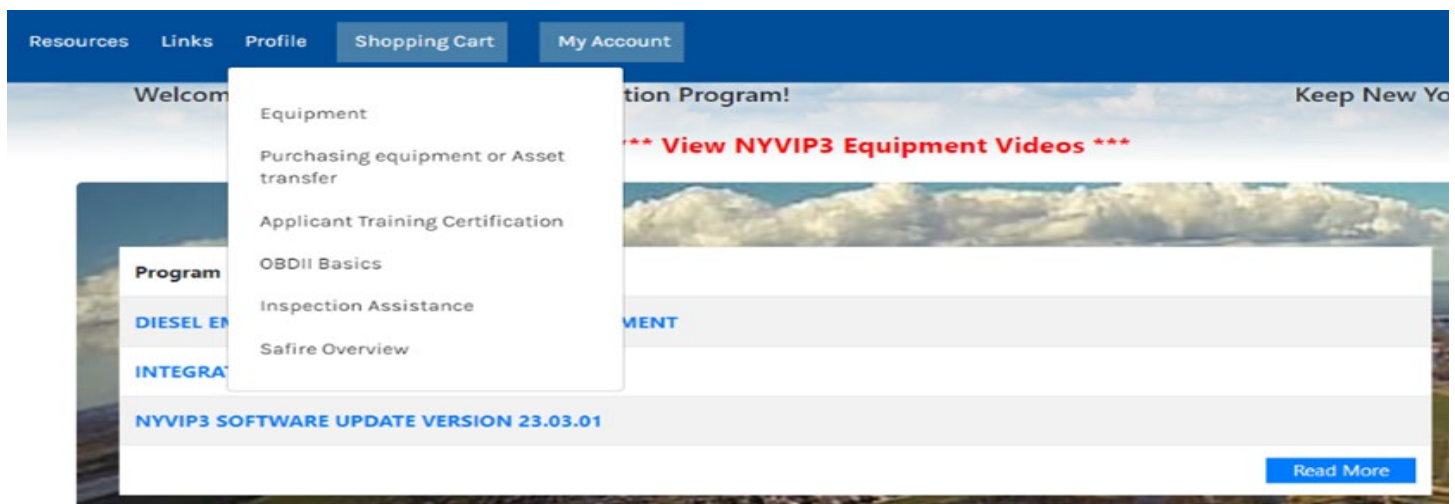 Resources Links Profile Shopping Cart My Account
Welcom tion Program! Keep New Yo
*** View NYVIP3 Equipment Videos ***
Equipment
Purchasing equipment or Asset
transfer
Applicant Training Certification
OBDII Basics
Inspection Assistance
Safire Overview
Program
DIESEL EM MENT
INTEGRA
NYVIP3 SOFTWARE UPDATE VERSION 23.03.01
Read More